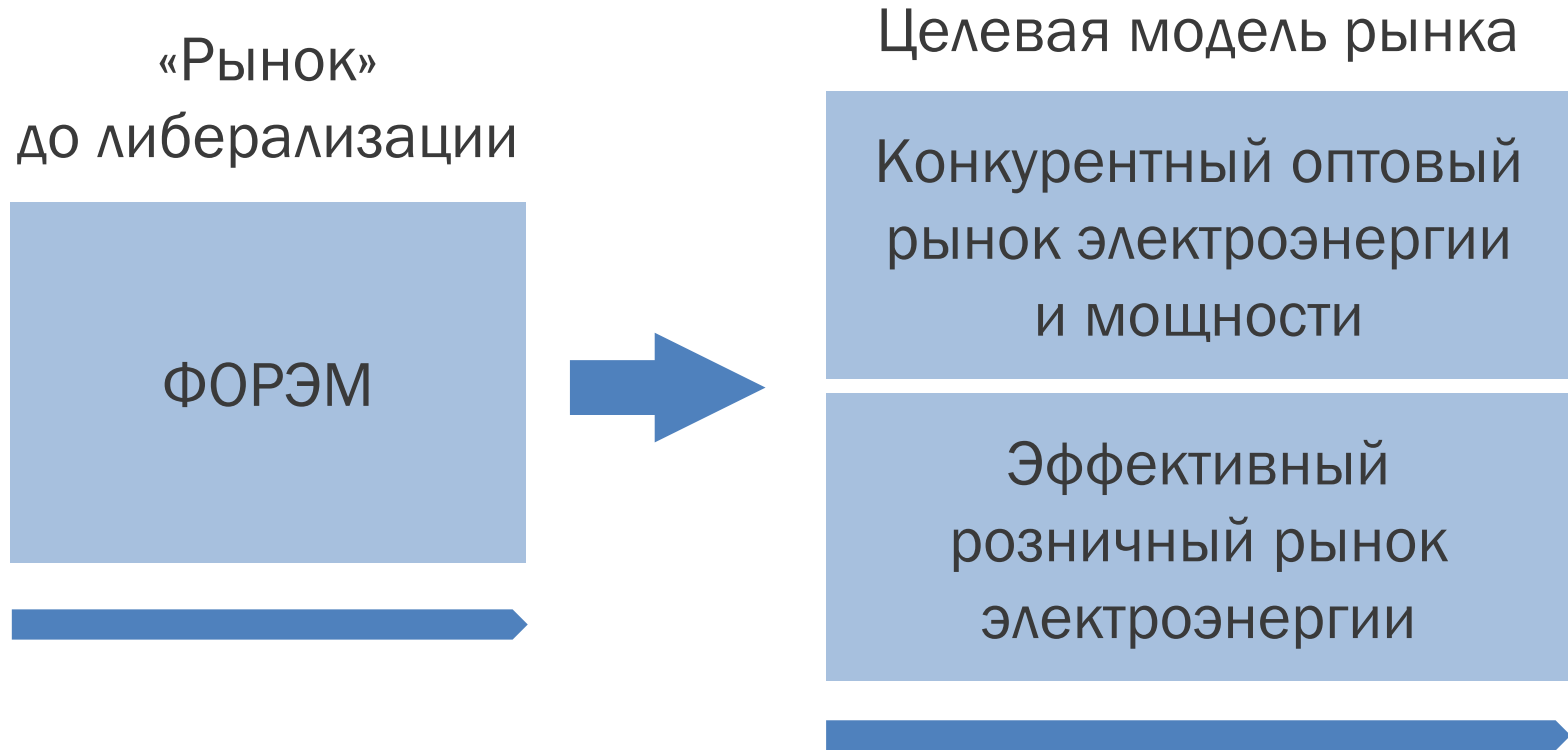 «Рынок»
до либерализации
ФОРЭМ
Целевая модель рынка
Конкурентный оптовый
рынок электроэнергии
и мощности
Эффективный
розничный рынок
электроэнергии